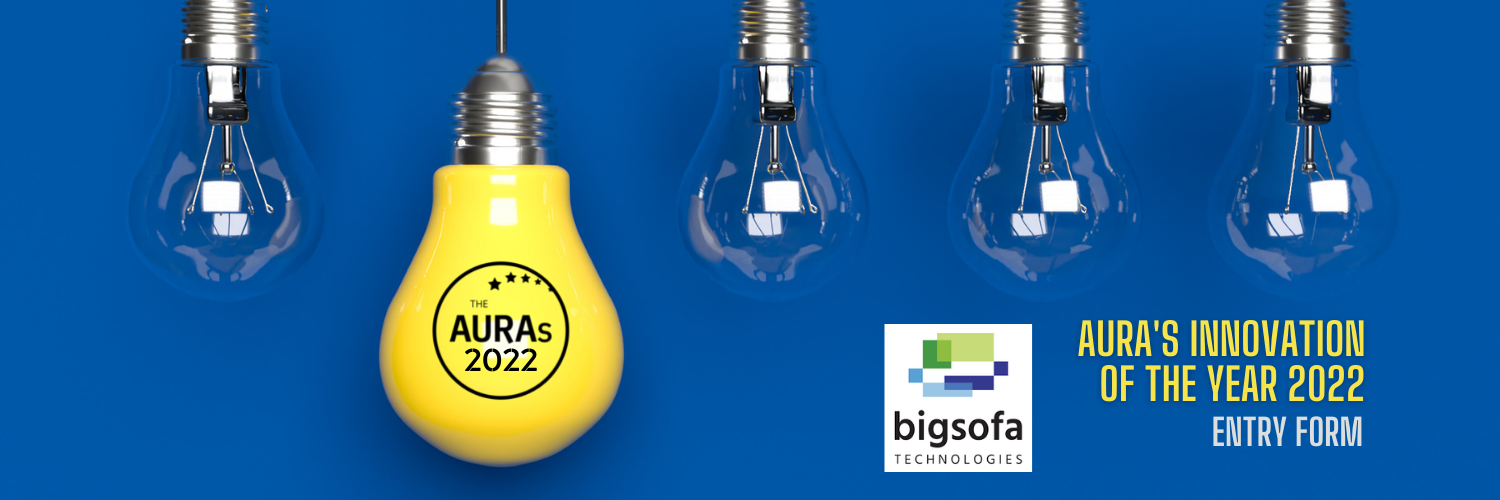 THE
AURAs
2022
bigsofa
TECHNOLOGIES
AURA'S INNOVATION
OF THE YEAR 2022
ENTRY FORM